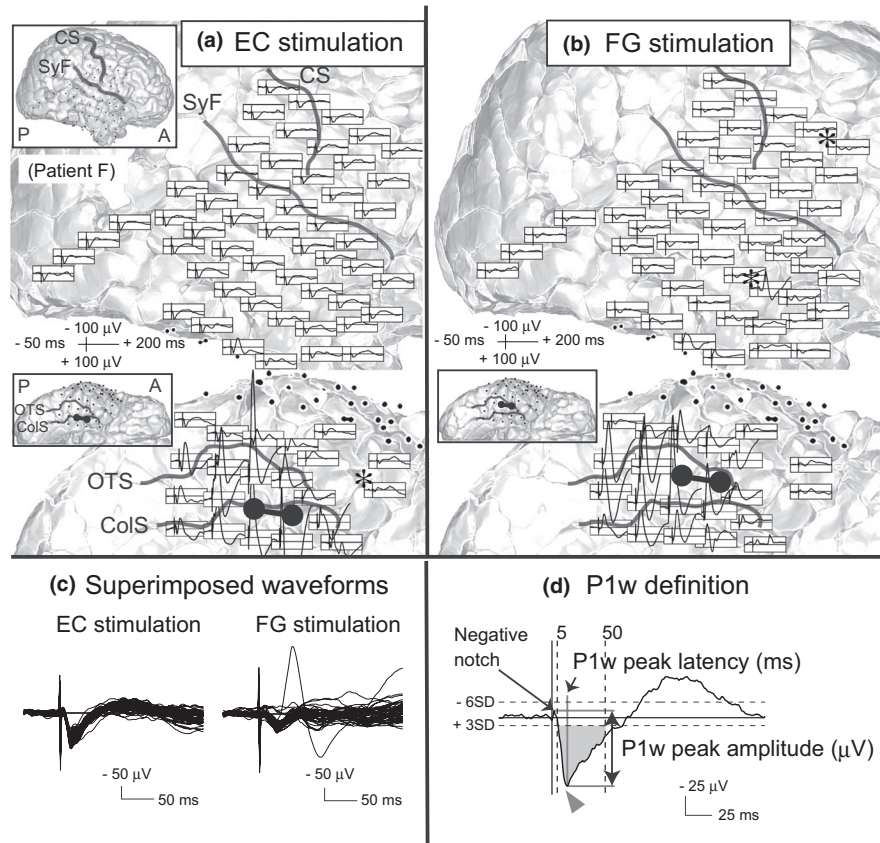 (a) EC stimulation
CS
SyF
P A
CS
SyF
(Patient F)
- 100 µV
- 50 ms + 200 ms
+ 100 µV
P A
OTS
ColS
OTS
ColS
*
(b) FG stimulation
*
*
- 100 µV
- 50 ms + 200 ms
+ 100 µV
(c) Superimposed waveforms
EC stimulation FG stimulation
- 50 µV
50 ms
- 50 µV
50 ms
(d) P1w definition
Negative notch
5 50
P1w peak latency (ms)
- 6SD
+ 3SD
P1w peak amplitude (µV)
- 25 µV
25 ms